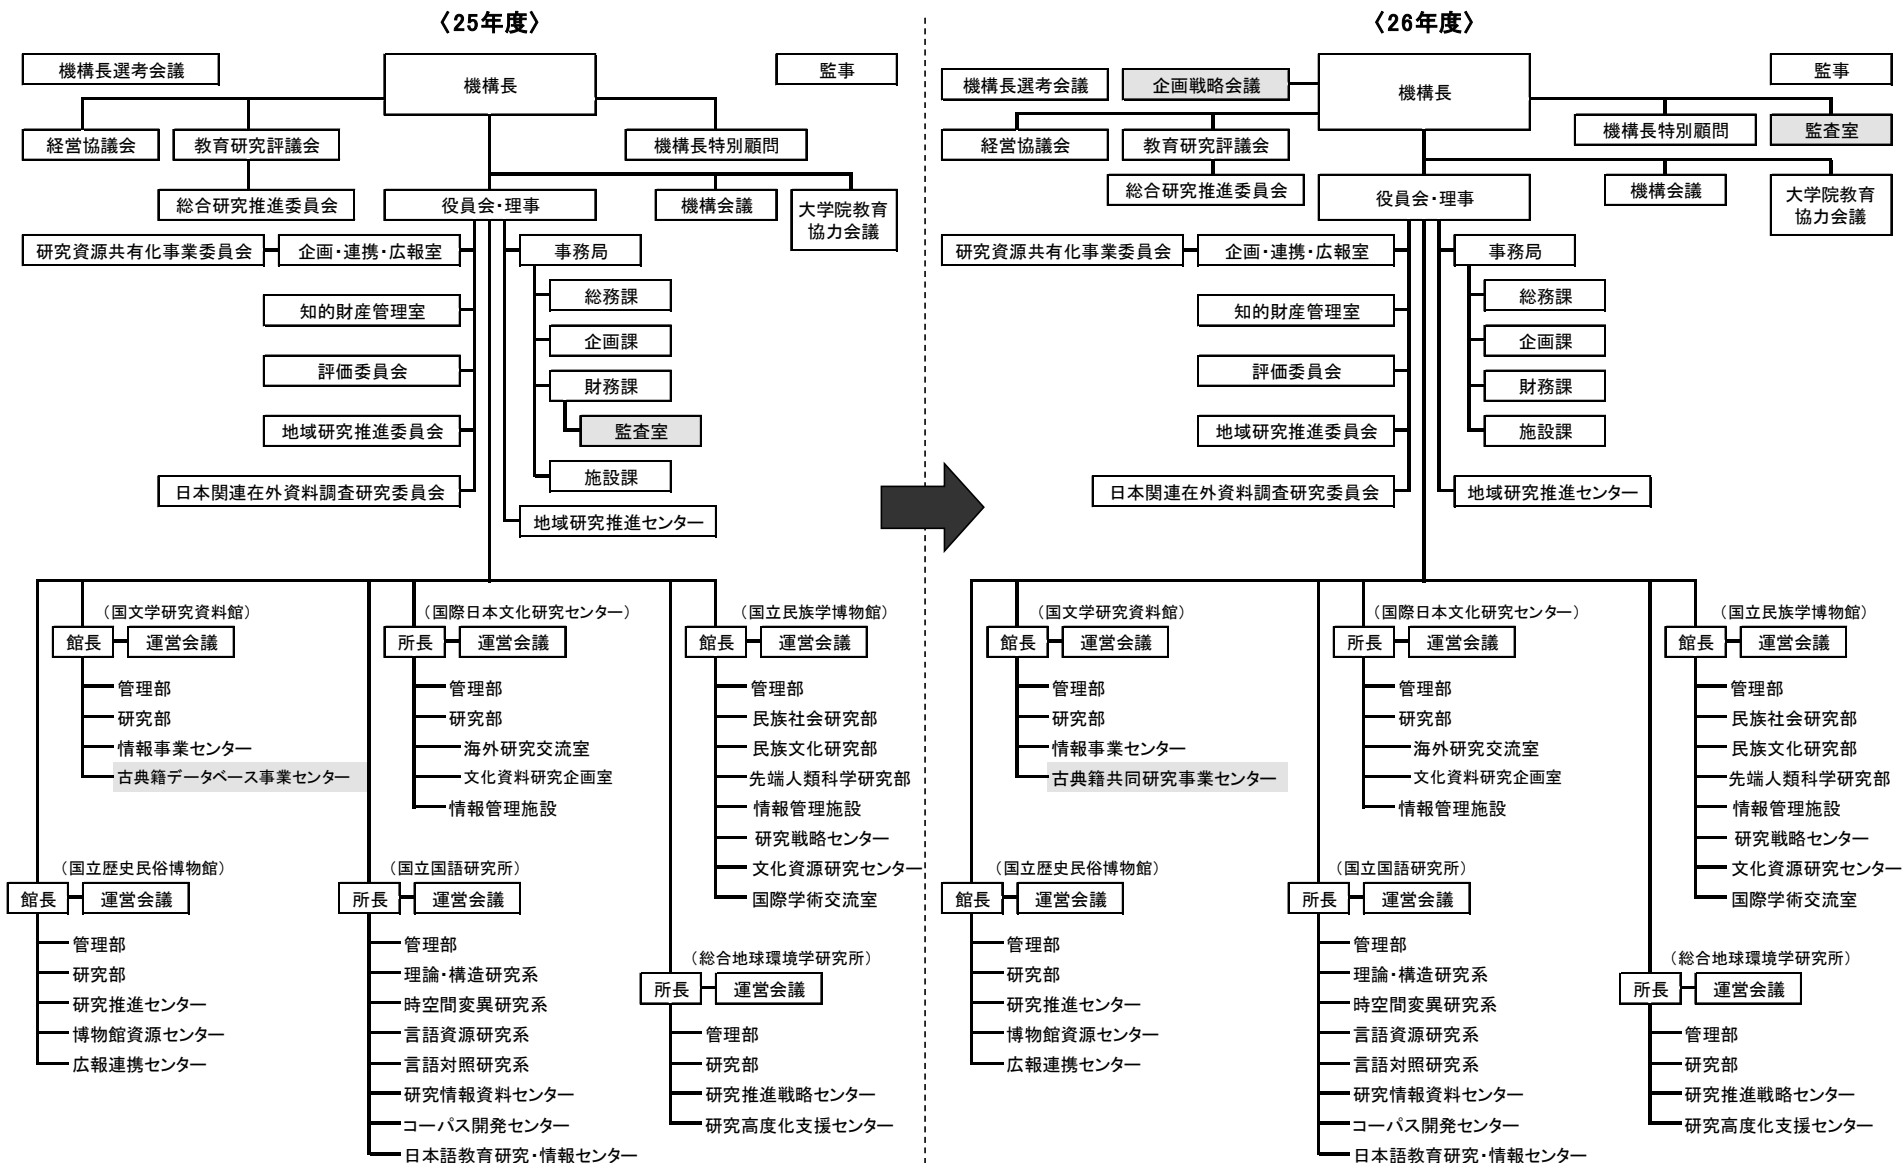 〈25年度〉
機構長選考会議
機構長
監事
経営協議会
教育研究評議会
機構長特別顧問
総合研究推進委員会
役員会・理事
機構会議
大学院教育
協力会議
研究資源共有化事業委員会
企画・連携・広報室
事務局
総務課
知的財産管理室
企画課
評価委員会
財務課
地域研究推進委員会
監査室
施設課
日本関連在外資料調査研究委員会
地域研究推進センター
（国文学研究資料館）
館長
運営会議
管理部
研究部
情報事業センター
古典籍データベース事業センター
（国際日本文化研究センター）
所長
運営会議
管理部
研究部
海外研究交流室
文化資料研究企画室
情報管理施設
（国立民族学博物館）
館長
運営会議
管理部
民族社会研究部
民族文化研究部
先端人類科学研究部
情報管理施設
研究戦略センター
文化資源研究センター
国際学術交流室
（国立歴史民俗博物館）
館長
運営会議
管理部
研究部
研究推進センター
博物館資源センター
広報連携センター
（国立国語研究所）
所長
運営会議
管理部
理論・構造研究系
時空間変異研究系
言語資源研究系
言語対照研究系
研究情報資料センター
コーパス開発センター
日本語教育研究・情報センター
（総合地球環境学研究所）
所長
運営会議
管理部
研究部
研究推進戦略センター
研究高度化支援センター
〈26年度〉
機構長選考会議
企画戦略会議
機構長
監事
経営協議会
教育研究評議会
機構長特別顧問
監査室
総合研究推進委員会
役員会・理事
機構会議
大学院教育
協力会議
研究資源共有化事業委員会
企画・連携・広報室
事務局
総務課
知的財産管理室
企画課
評価委員会
財務課
地域研究推進委員会
施設課
日本関連在外資料調査研究委員会
地域研究推進センター
（国文学研究資料館）
館長
運営会議
管理部
研究部
情報事業センター
古典籍共同研究事業センター
（国際日本文化研究センター）
所長
運営会議
管理部
研究部
海外研究交流室
文化資料研究企画室
情報管理施設
（国立民族学博物館）
館長
運営会議
管理部
民族社会研究部
民族文化研究部
先端人類科学研究部
情報管理施設
研究戦略センター
文化資源研究センター
国際学術交流室
（国立歴史民俗博物館）
館長
運営会議
管理部
研究部
研究推進センター
博物館資源センター
広報連携センター
（国立国語研究所）
所長
運営会議
管理部
理論・構造研究系
時空間変異研究系
言語資源研究系
言語対照研究系
研究情報資料センター
コーパス開発センター
日本語教育研究・情報センター
（総合地球環境学研究所）
所長
運営会議
管理部
研究部
研究推進戦略センター
研究高度化支援センター